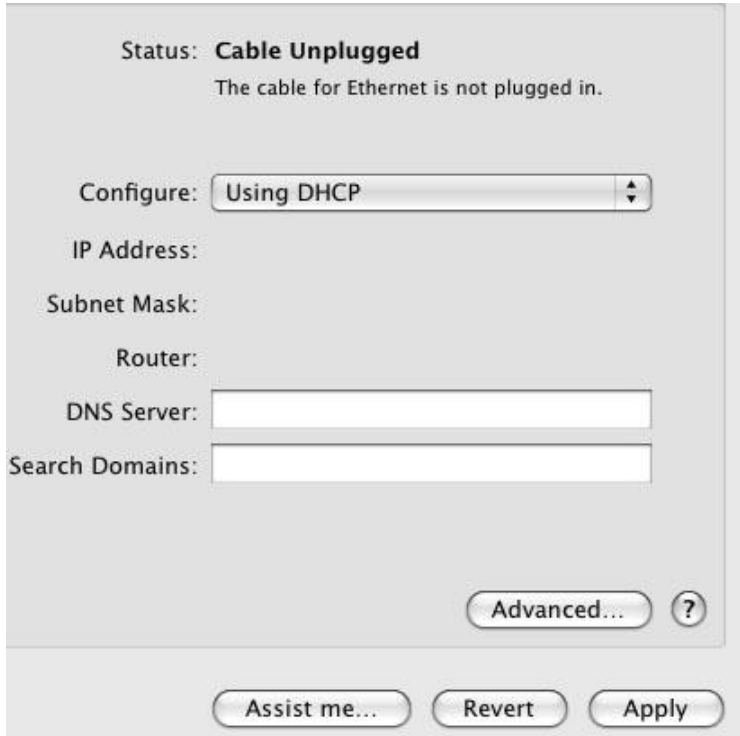 Status: Cable Unplugged
The cable for Ethernet is not plugged in.
Configure: Using DHCP
IP Address:
Subnet Mask:
Router:
DNS Server:
Search Domains:
Advanced... ?
Assist me... Revert Apply